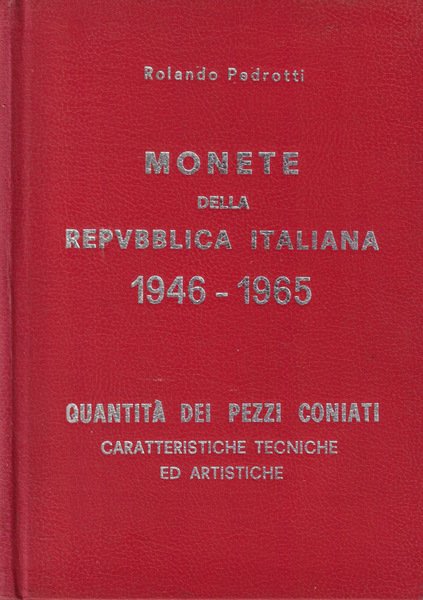 Rolando Pedrotti
MONETE
DELLA
REPVBBLICA ITALIANA
1946 - 1965
QUANTITÀ DEI PEZZI CONIATI
CARATTERISTICHE TECNICHE
ED ARTISTICHE